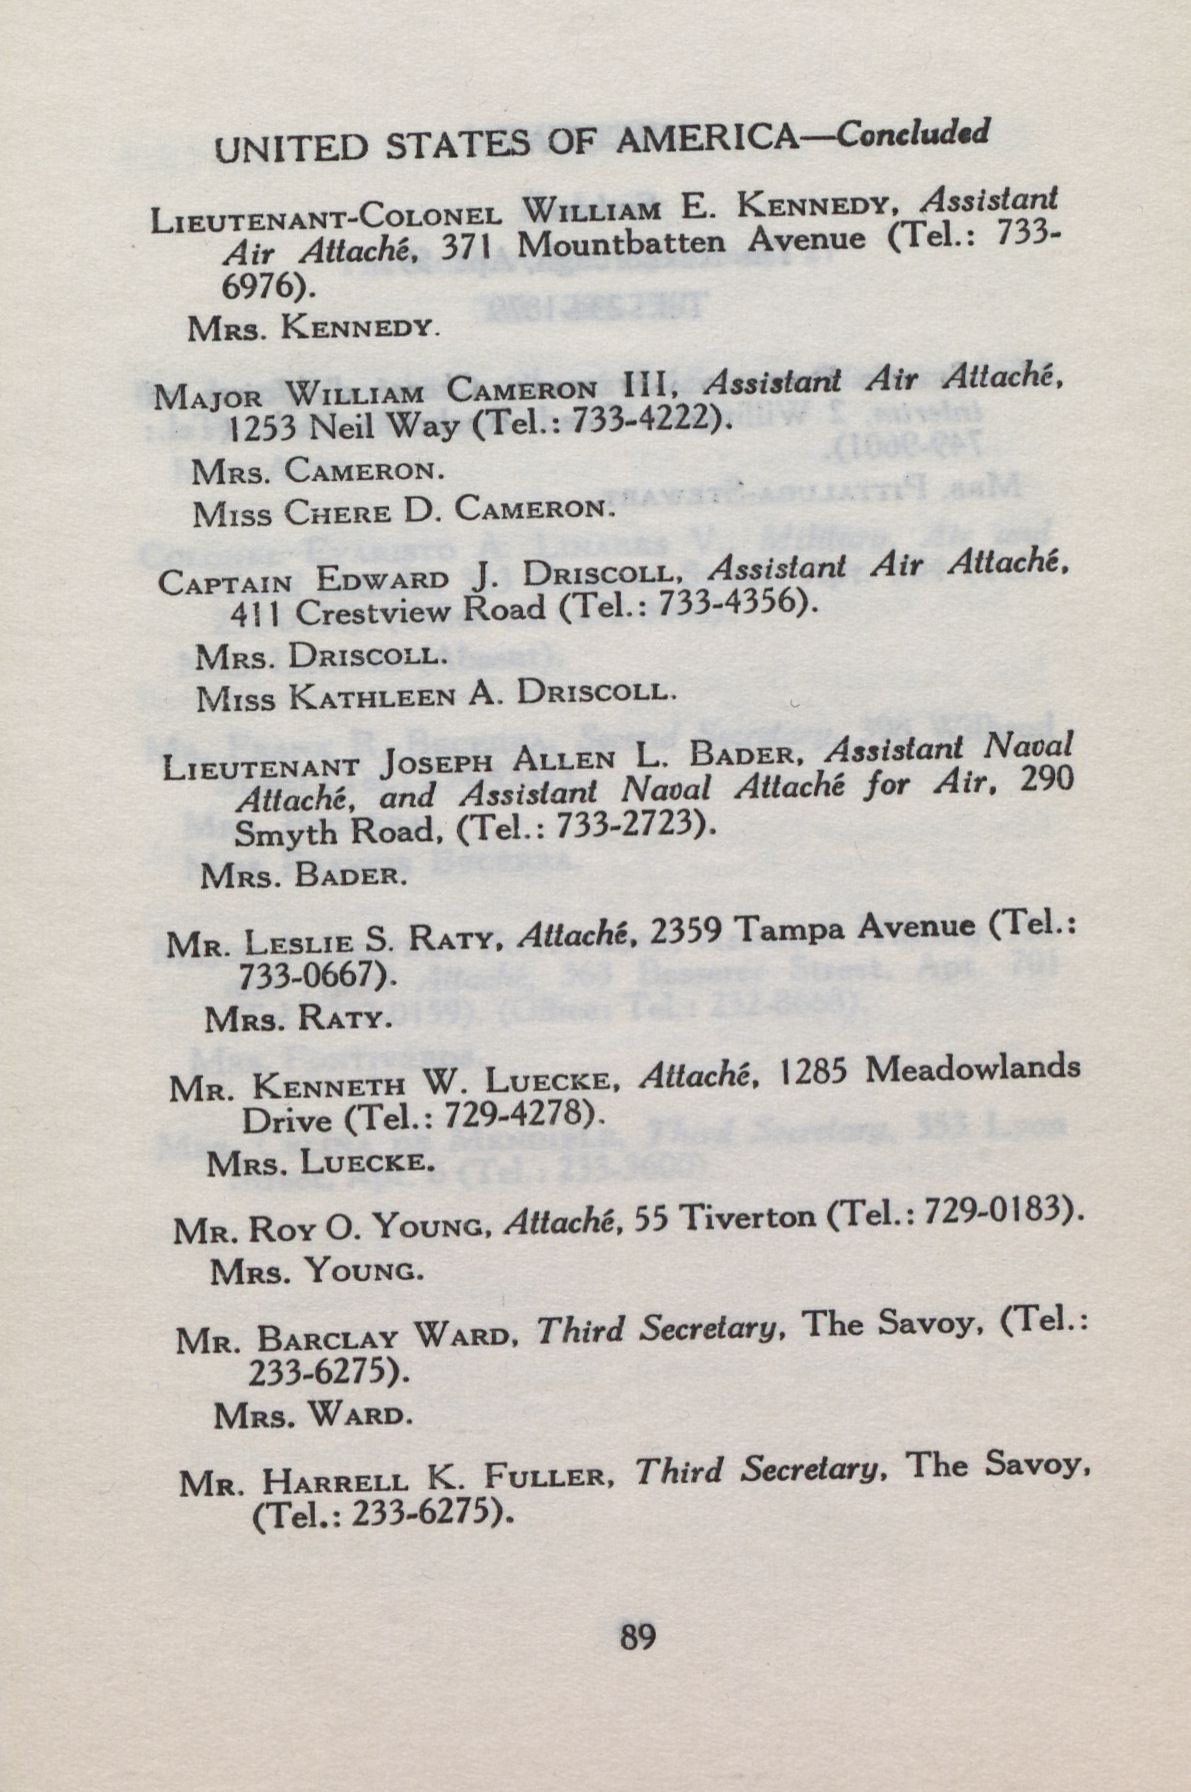 UNITED STATES OF AMERICA—Concluded
LIEUTENANT-COLONEL WILLIAM E. KENNEDY, Assistant
Air Attaché, 371 Mountbatten Avenue (Tel.: 733-
6976).
MRS. KENNEDY.
MAJOR WILLIAM CAMERON III, Assistant Air Attaché,
1253 Neil Way (Tel.: 733-4222).
MRS. CAMERON.
MISS CHERE D. CAMERON.
CAPTAIN EDWARD J. DRISCOLL, Assistant Air Attaché,
411 Crestview Road (Tel.: 733-4356).
MRS. DRISCOLL.
MISS KATHLEEN A. DRISCOLL.
LIEUTENANT JOSEPH ALLEN L. BADER, Assistant Naval
Attaché, and Assistant Naval Attaché for Air, 290
Smyth Road, (Tel.: 733-2723).
MRS. BADER.
MR. LESLIE S. RATY, Attaché, 2359 Tampa Avenue (Tel.:
733-0667).
MRS. RATY.
MR. KENNETH W. LUECKE, Attaché, 1285 Meadowlands
Drive (Tel.: 729-4278).
MRS. LUECKE.
MR. ROY O. YOUNG, Attaché, 55 Tiverton (Tel.: 729-0183).
MRS. YOUNG.
MR. BARCLAY WARD, Third Secretary, The Savoy, (Tel.:
233-6275).
MRS. WARD.
MR. HARRELL K. FULLER, Third Secretary, The Savoy,
(Tel.: 233-6275).
89